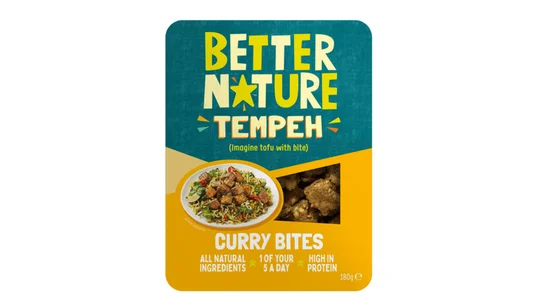 BETTER
NATURE
TEMPEH
(Imagine tofu with bite)
CURRY BITES
ALL NATURAL 1 OF YOUR HIGH IN
INGREDIENTS 5 A DAY PROTEIN
180g ℮